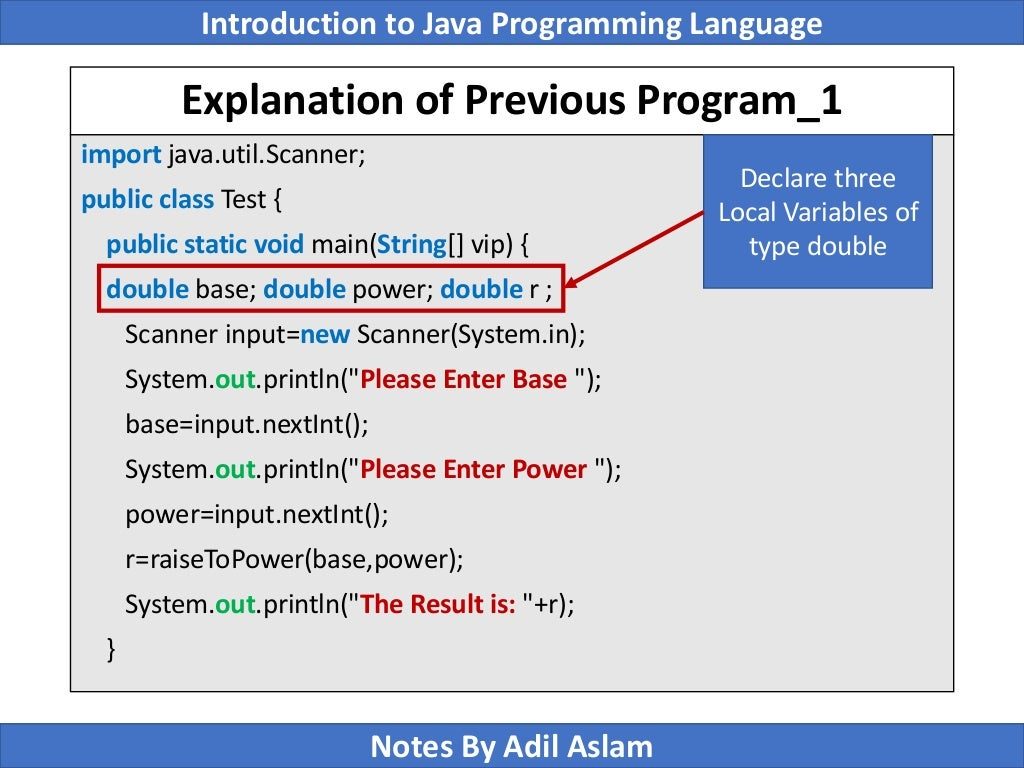 Introduction to Java Programming Language
Explanation of Previous Program_1
import java.util.Scanner;
public class Test {
public static void main(String[] vip) {
double base; double power; double r ;
Scanner input=new Scanner(System.in);
System.out.println("Please Enter Base ");
base=input.nextInt();
System.out.println("Please Enter Power ");
power=input.nextInt();
r=raiseToPower(base,power);
System.out.println("The Result is: "+r);
}
Declare three
Local Variables of
type double
Notes By Adil Aslam